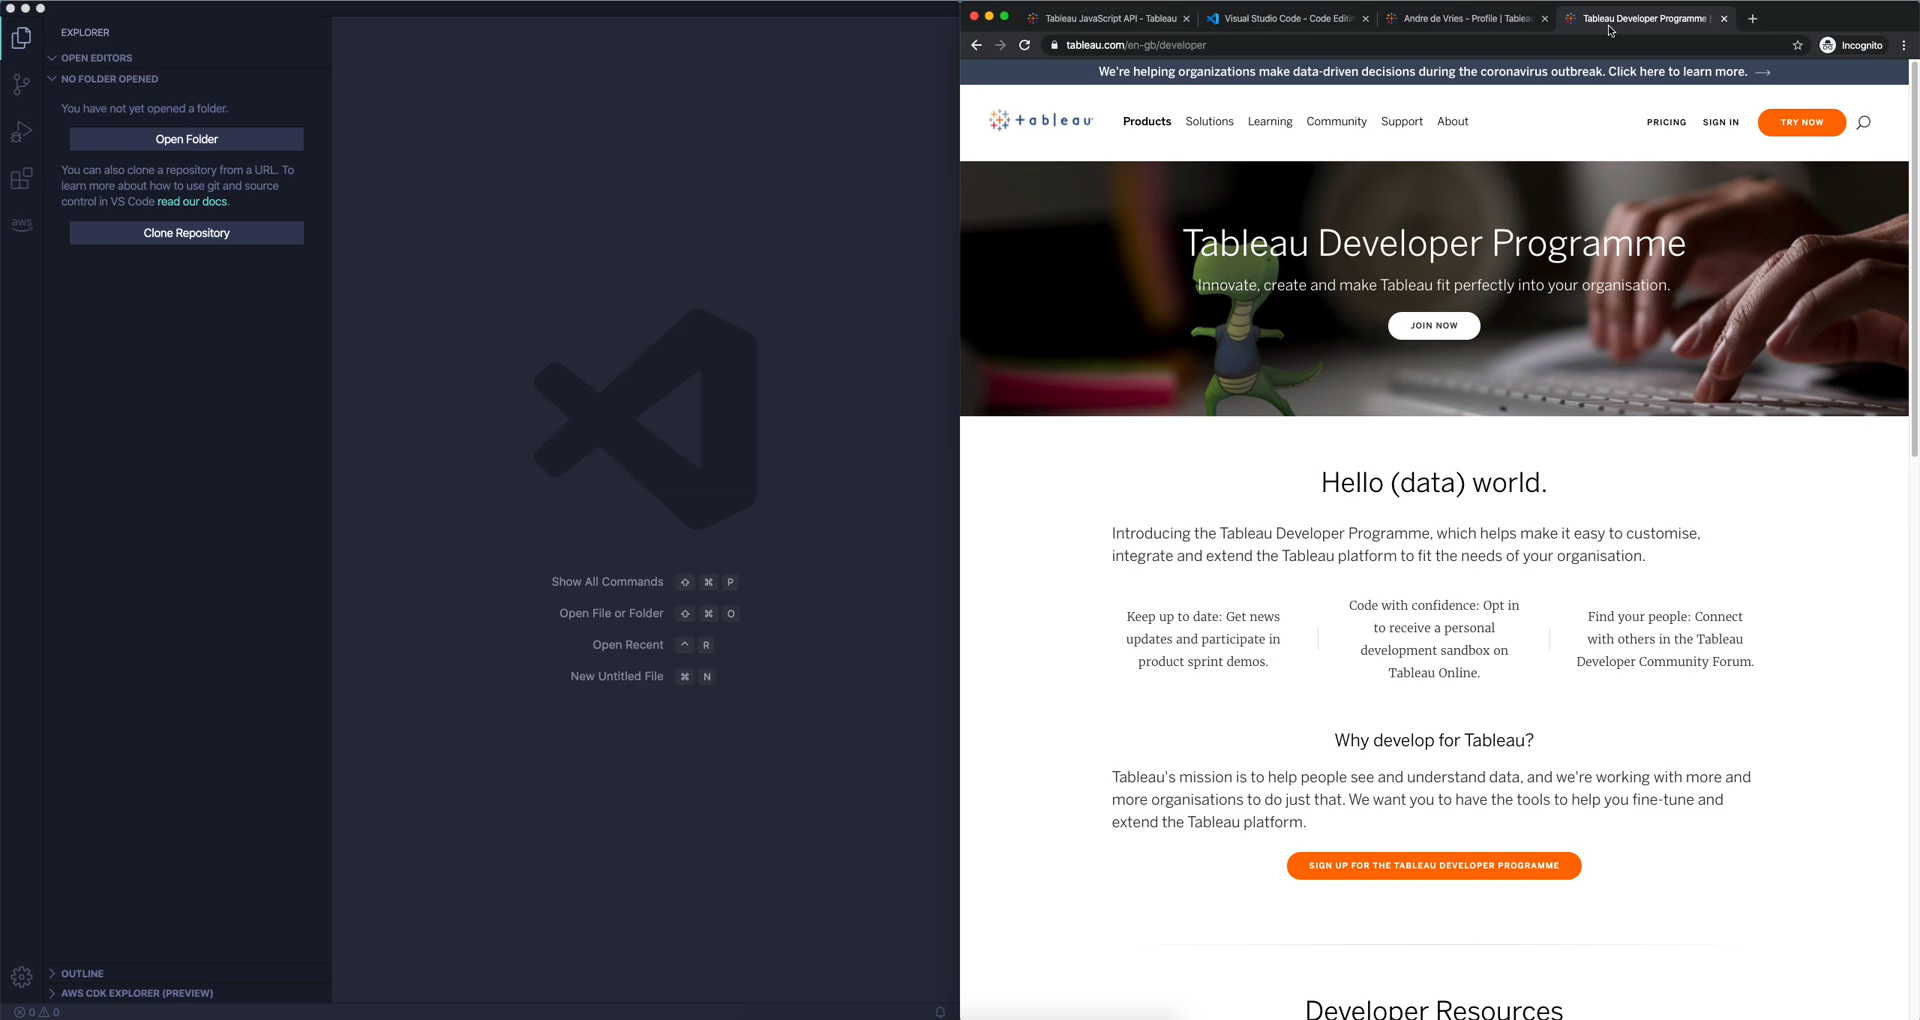 EXPLORER
OPEN EDITORS
NO FOLDER OPENED
You have not yet opened a folder.
Open Folder
You can also clone a repository from a URL. To
learn more about how to use git and source
control in VS Code read our docs.
Clone Repository
aws
Show All Commands ⇧ ⌘ P
Open File or Folder ⇧ ⌘ O
Open Recent ^ R
New Untitled File ⌘ N
OUTLINE
AWS CDK EXPLORER (PREVIEW)
0 0
Tableau JavaScript API - Tableau
Visual Studio Code - Code Editin
Andre de Vries - Profile | Tableau
Tableau Developer Programme |
tableau.com/en-gb/developer
Incognito
We're helping organizations make data-driven decisions during the coronavirus outbreak. Click here to learn more. →
+ableau
Products Solutions Learning Community Support About
PRICING SIGN IN TRY NOW
Tableau Developer Programme
Innovate, create and make Tableau fit perfectly into your organisation.
JOIN NOW
Hello (data) world.
Introducing the Tableau Developer Programme, which helps make it easy to customise,
integrate and extend the Tableau platform to fit the needs of your organisation.
Keep up to date: Get news
updates and participate in
product sprint demos.
Code with confidence: Opt in
to receive a personal
development sandbox on
Tableau Online.
Find your people: Connect
with others in the Tableau
Developer Community Forum.
Why develop for Tableau?
Tableau's mission is to help people see and understand data, and we're working with more and
more organisations to do just that. We want you to have the tools to help you fine-tune and
extend the Tableau platform.
SIGN UP FOR THE TABLEAU DEVELOPER PROGRAMME
Developer Resources